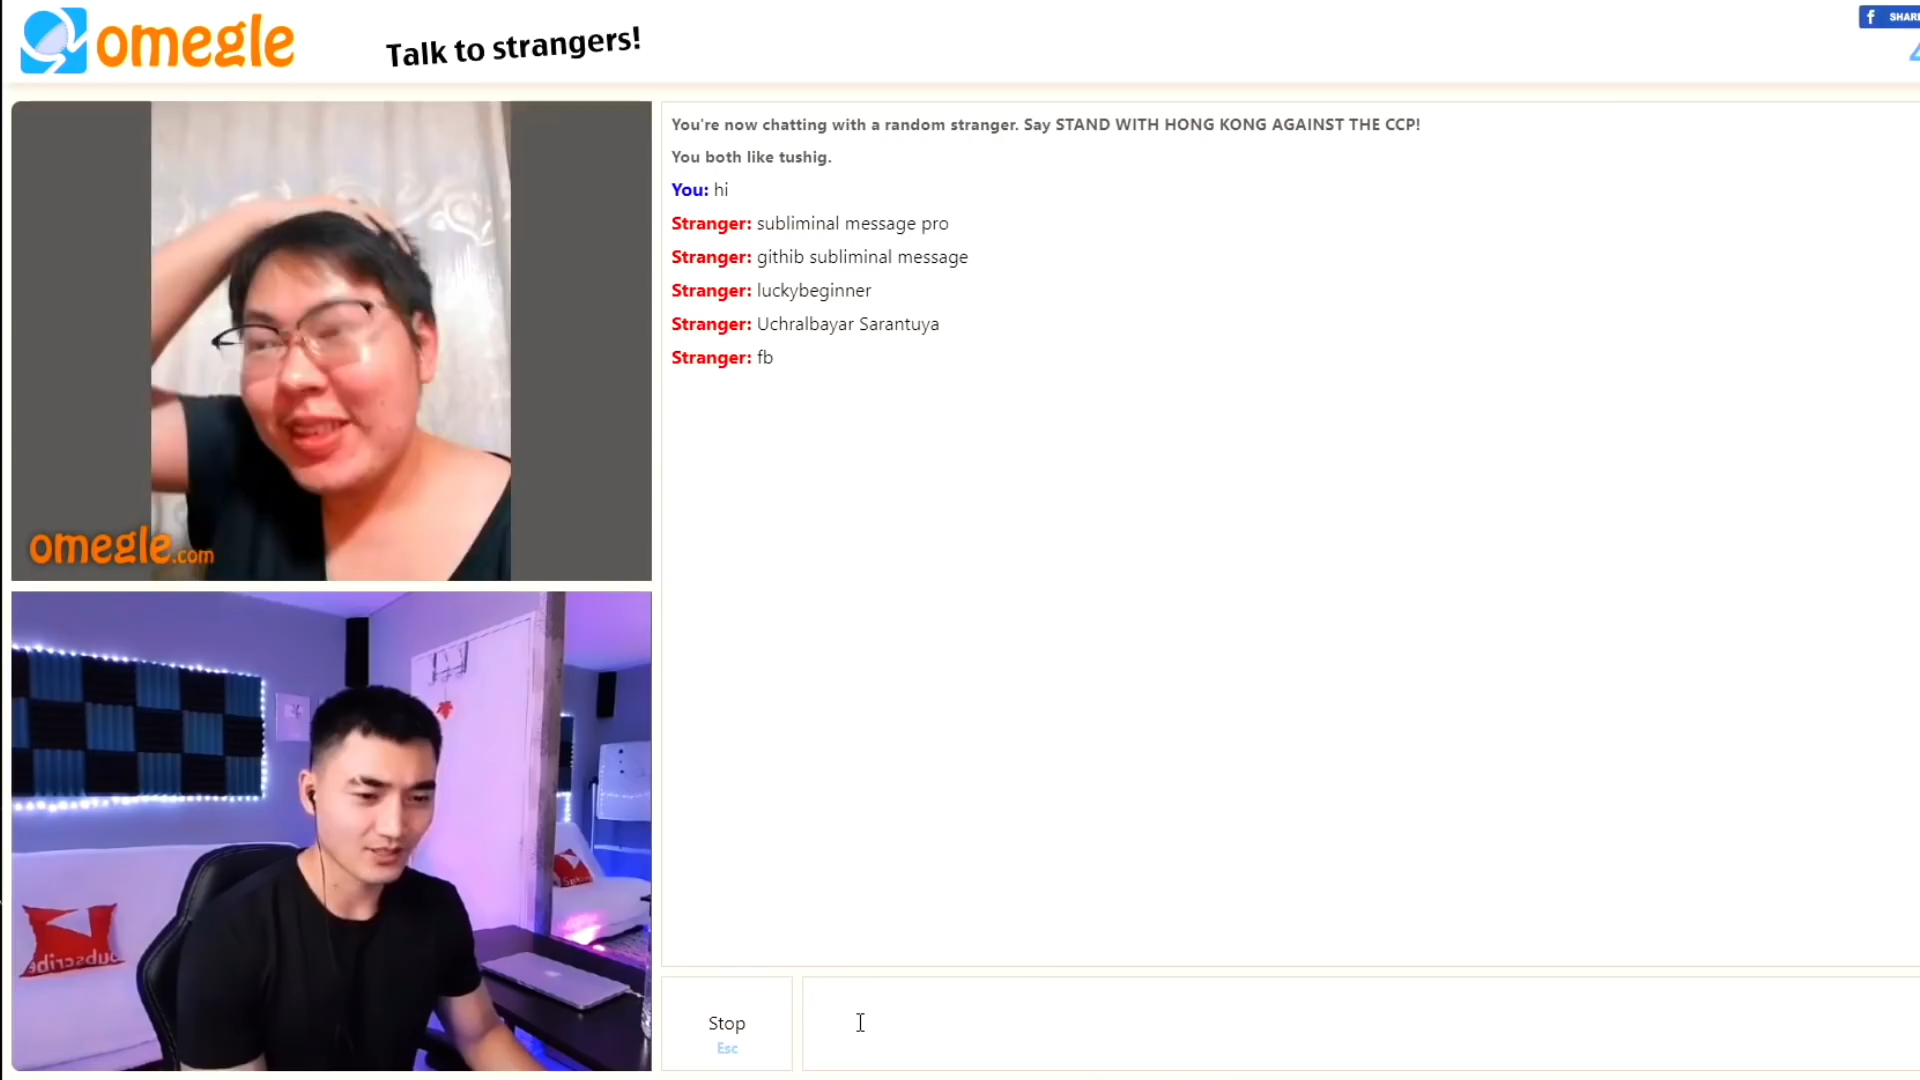 omegle
Talk to strangers!
SHARE
You're now chatting with a random stranger. Say STAND WITH HONG KONG AGAINST THE CCP!
You both like tushig.
You: hi
Stranger: subliminal message pro
Stranger: githib subliminal message
Stranger: luckybeginner
Stranger: Uchralbayar Sarantuya
Stranger: fb
omegle.com
Subscribe
Stop
Esc